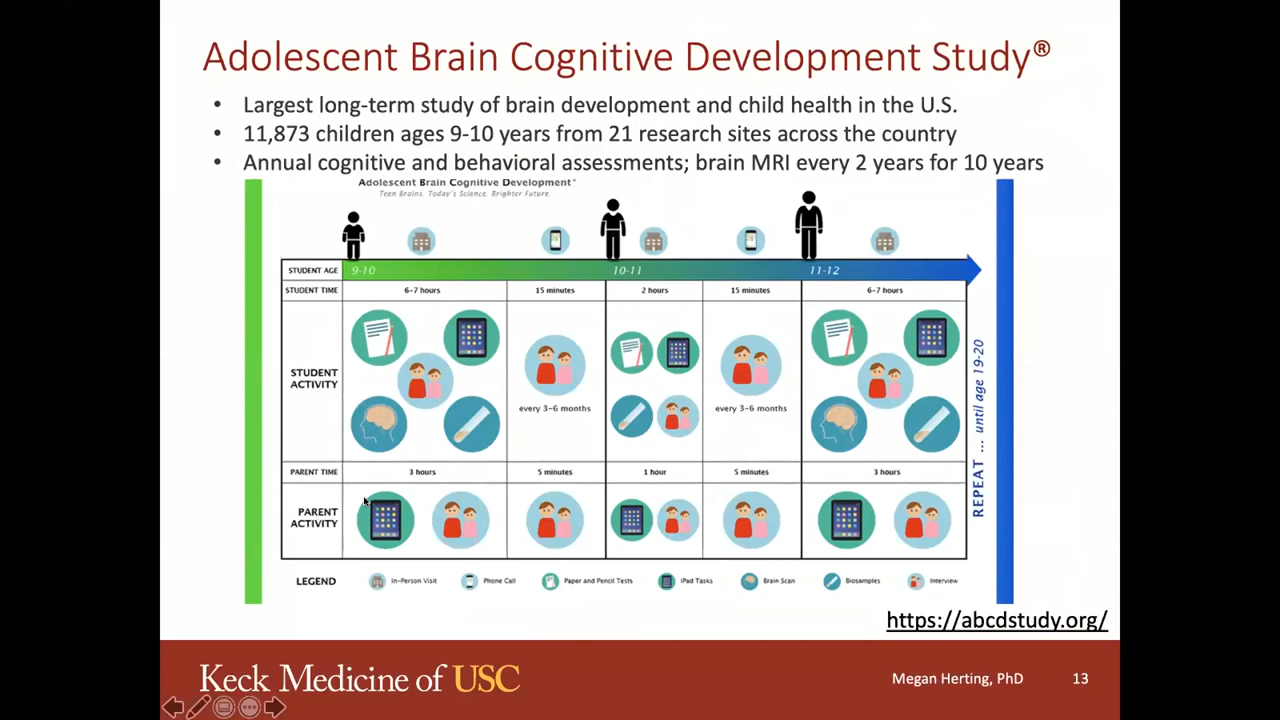 Adolescent Brain Cognitive Development Study®
• Largest long-term study of brain development and child health in the U.S.
• 11,873 children ages 9-10 years from 21 research sites across the country
• Annual cognitive and behavioral assessments; brain MRI every 2 years for 10 years
Adolescent Brain Cognitive Development™
Teen Brains. Today's Science. Brighter Future.
STUDENT AGE 9-10 10-11 11-12
STUDENT TIME 6–7 hours 15 minutes 2 hours 15 minutes 6–7 hours
STUDENT ACTIVITY
every 3–6 months every 3–6 months
REPEAT ... until age 19-20
PARENT TIME 3 hours 5 minutes 1 hour 5 minutes 3 hours
PARENT ACTIVITY
LEGEND In-Person Visit Phone Call Paper and Pencil Tests iPad Tasks Brain Scan Biosamples Interview
https://abcdstudy.org/
Keck Medicine of USC
Megan Herting, PhD 13